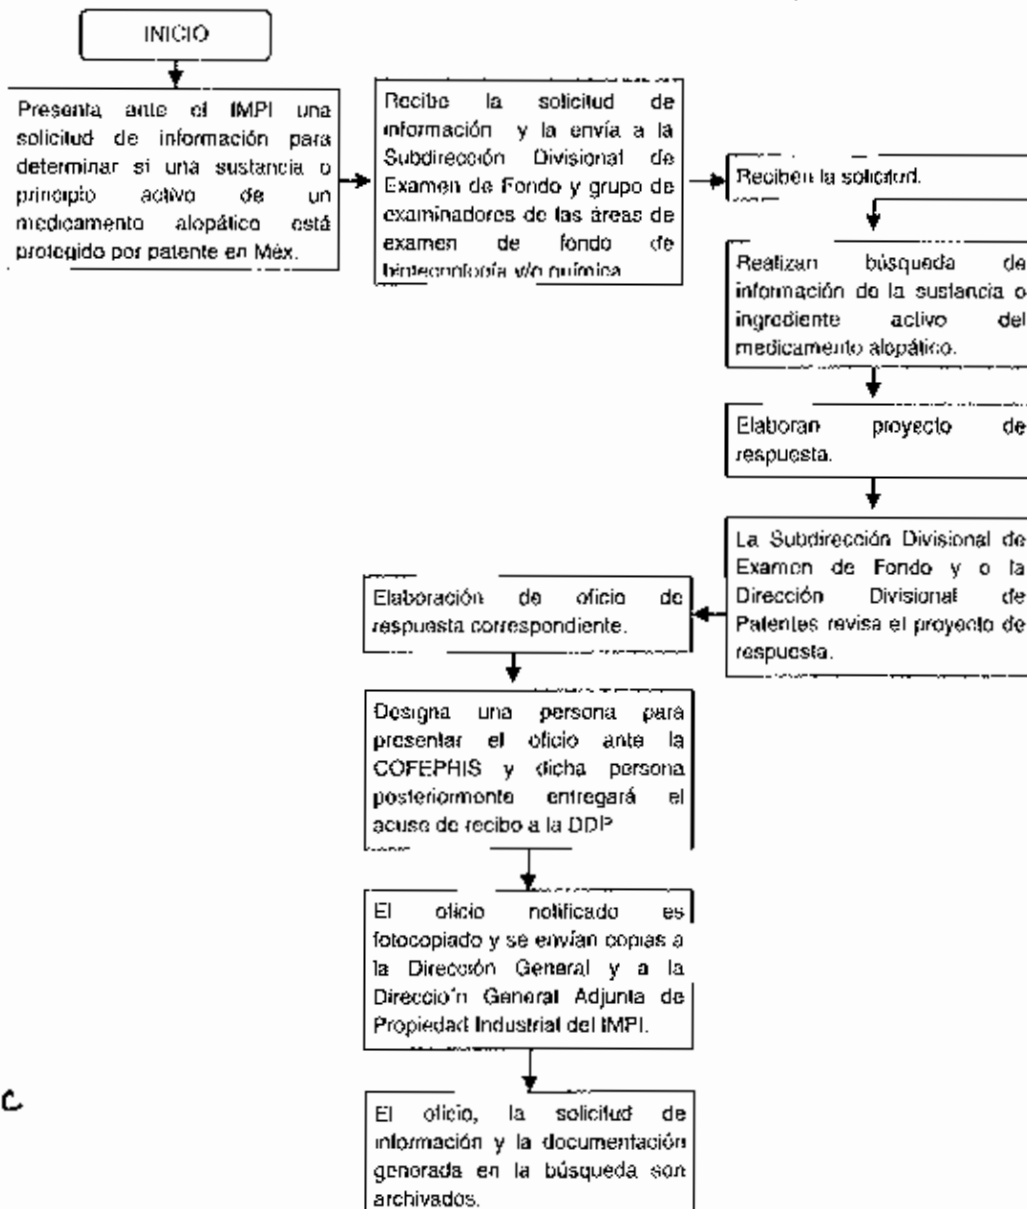 INICIO
Presenta ante el IMPI una
solicitud de información para
determinar si una sustancia o
principio activo de un
medicamento alopático está
protegido por patente en Méx.
Recibe la solicitud de
información y la envía a la
Subdirección Divisional de
Examen de Fondo y grupo de
examinadores de las áreas de
examen de fondo de
biotecnología y/o química
Reciben la solicitud.
Realizan búsqueda de
información de la sustancia o
ingrediente activo del
medicamento alopático.
Elaboran proyecto de
respuesta.
La Subdirección Divisional de
Examen de Fondo y o la
Dirección Divisional de
Patentes revisa el proyecto de
respuesta.
Elaboración de oficio de
respuesta correspondiente.
Designa una persona para
presentar el oficio ante la
COFEPRIS y dicha persona
posteriormente entregará el
acuse de recibo a la DDP
El oficio notificado es
fotocopiado y se envían copias a
la Dirección General y a la
Direccio´n General Adjunta de
Propiedad Industrial del IMPI.
c
El oficio, la solicitud de
información y la documentación
generada en la búsqueda son
archivados.